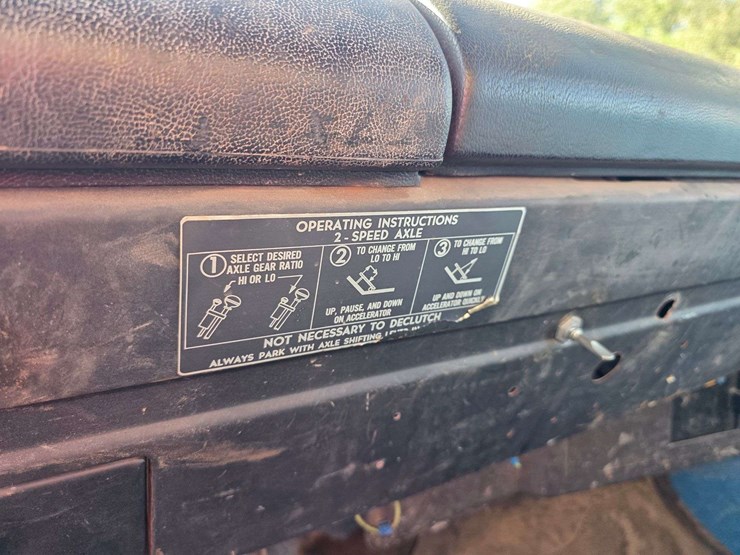 OPERATING INSTRUCTIONS
2-SPEED AXLE
1 SELECT DESIRED
AXLE GEAR RATIO
HI OR LO
2 TO CHANGE FROM
LO TO HI
UP, PAUSE, AND DOWN
ON ACCELERATOR
3 TO CHANGE FROM
HI TO LO
UP AND DOWN ON
ACCELERATOR QUICKLY
NOT NECESSARY TO DECLUTCH
ALWAYS PARK WITH AXLE SHIFTING